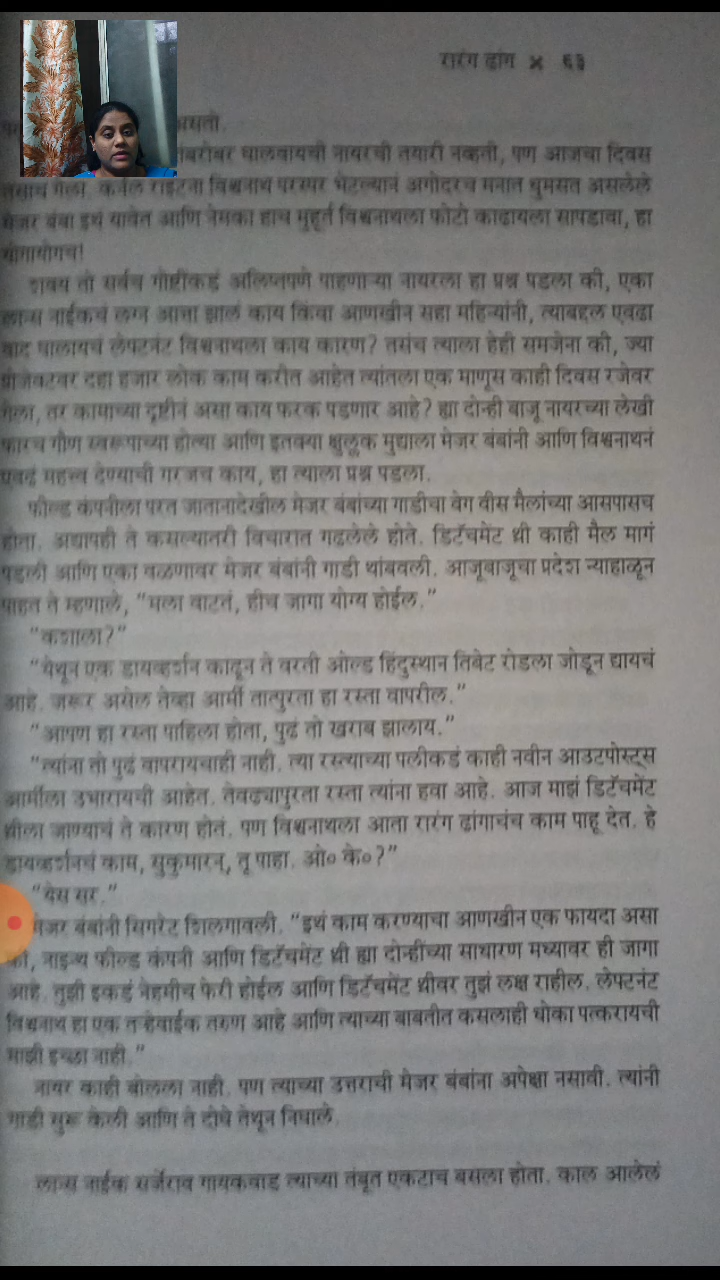 रारंग ढांग × ६३
असतो.
बरोबर घालवायची नायरची तयारी नव्हती, पण आजचा दिवस
तसाच गेला. कर्नल राईटना विश्वनाथ परस्पर भेटल्यानं अगोदरच मनात धुमसत असलेले
मेजर बंबा इथं यावेत आणि नेमका हाच मुहूर्त विश्वनाथला फोटो काढायला सापडावा, हा
योगायोगच!
शक्य तो सर्वच गोष्टींकडं अलिप्तपणे पाहणाऱ्या नायरला हा प्रश्न पडला की, एका
लान्स नाईकचं लग्न आत्ता झालं काय किंवा आणखीन सहा महिन्यांनी, त्याबद्दल एवढा
वाद घालायचं लेफ्टनंट विश्वनाथला काय कारण? तसंच त्याला हेही समजेना की, ज्या
प्रोजेक्टवर दहा हजार लोक काम करीत आहेत त्यांतला एक माणूस काही दिवस रजेवर
गेला, तर कामाच्या दृष्टीनं असा काय फरक पडणार आहे? ह्या दोन्ही बाजू नायरच्या लेखी
फारच गौण स्वरूपाच्या होत्या आणि इतक्या क्षुल्लक मुद्याला मेजर बंबांनी आणि विश्वनाथनं
एवढं महत्त्व देण्याची गरजच काय, हा त्याला प्रश्न पडला.
फील्ड कंपनीला परत जातानादेखील मेजर बंबांच्या गाडीचा वेग वीस मैलांच्या आसपासच
होता. अद्यापही ते कसल्यातरी विचारात गढलेले होते. डिटॅचमेंट थ्री काही मैल मागं
पडली आणि एका वळणावर मेजर बंबांनी गाडी थांबवली. आजूबाजूचा प्रदेश न्याहाळून
पाहत ते म्हणाले, “मला वाटतं, हीच जागा योग्य होईल.”
“कशाला?”
“येथून एक डायव्हर्शन काढून ते वरती ओल्ड हिंदुस्थान तिबेट रोडला जोडून द्यायचं
आहे. जरूर असेल तेव्हा आर्मी तात्पुरता हा रस्ता वापरील.”
“आपण हा रस्ता पाहिला होता, पुढं तो खराब झालाय.”
“त्यांना तो पुढं वापरायचाही नाही. त्या रस्त्याच्या पलीकडं काही नवीन आउटपोस्ट्स
आर्मीला उभारायची आहेत. तेवढ्यापुरता रस्ता त्यांना हवा आहे. आज माझं डिटॅचमेंट
थ्रीला जाण्याचं ते कारण होतं. पण विश्वनाथला आता रारंग ढांगाचंच काम पाहू देत. हे
डायव्हर्शनचं काम, सुकुमारन्, तू पाहा. ओ० के०?”
“येस सर.”
मेजर बंबांनी सिगरेट शिलगावली. “इथं काम करण्याचा आणखीन एक फायदा असा
की, नाइन्थ फील्ड कंपनी आणि डिटॅचमेंट थ्री ह्या दोन्हींच्या साधारण मध्यावर ही जागा
आहे. तुझी इकडं नेहमीच फेरी होईल आणि डिटॅचमेंट थ्रीवर तुझं लक्ष राहील. लेफ्टनंट
विश्वनाथ हा एक तऱ्हेवाईक तरुण आहे आणि त्याच्या बाबतीत कसलाही धोका पत्करायची
माझी इच्छा नाही.”
नायर काही बोलला नाही. पण त्याच्या उत्तराची मेजर बंबांना अपेक्षा नसावी. त्यांनी
गाडी सुरू केली आणि ते दोघे तेथून निघाले.
लान्स नाईक सर्जेराव गायकवाड त्याच्या तंबूत एकटाच बसला होता. काल आलेलं